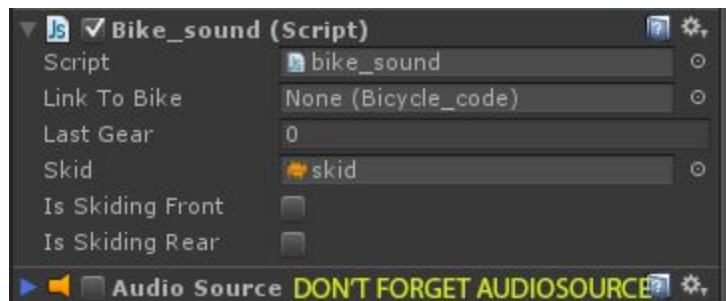 Js Bike_sound (Script)
Script bike_sound
Link To Bike None (Bicycle_code)
Last Gear 0
Skid skid
Is Skiding Front
Is Skiding Rear
Audio Source DON'T FORGET AUDIOSOURCE